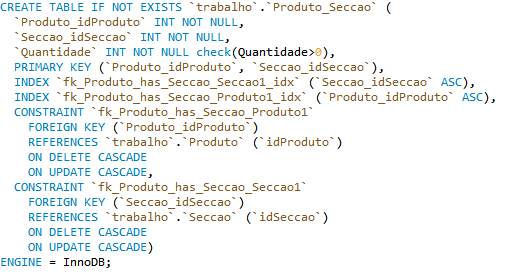 CREATE TABLE IF NOT EXISTS `trabalho`.`Produto_Seccao` (
  `Produto_idProduto` INT NOT NULL,
  `Seccao_idSeccao` INT NOT NULL,
  `Quantidade` INT NOT NULL check(Quantidade>0),
  PRIMARY KEY (`Produto_idProduto`, `Seccao_idSeccao`),
  INDEX `fk_Produto_has_Seccao_Seccao1_idx` (`Seccao_idSeccao` ASC),
  INDEX `fk_Produto_has_Seccao_Produto1_idx` (`Produto_idProduto` ASC),
  CONSTRAINT `fk_Produto_has_Seccao_Produto1`
    FOREIGN KEY (`Produto_idProduto`)
    REFERENCES `trabalho`.`Produto` (`idProduto`)
    ON DELETE CASCADE
    ON UPDATE CASCADE,
  CONSTRAINT `fk_Produto_has_Seccao_Seccao1`
    FOREIGN KEY (`Seccao_idSeccao`)
    REFERENCES `trabalho`.`Seccao` (`idSeccao`)
    ON DELETE CASCADE
    ON UPDATE CASCADE)
ENGINE = InnoDB;